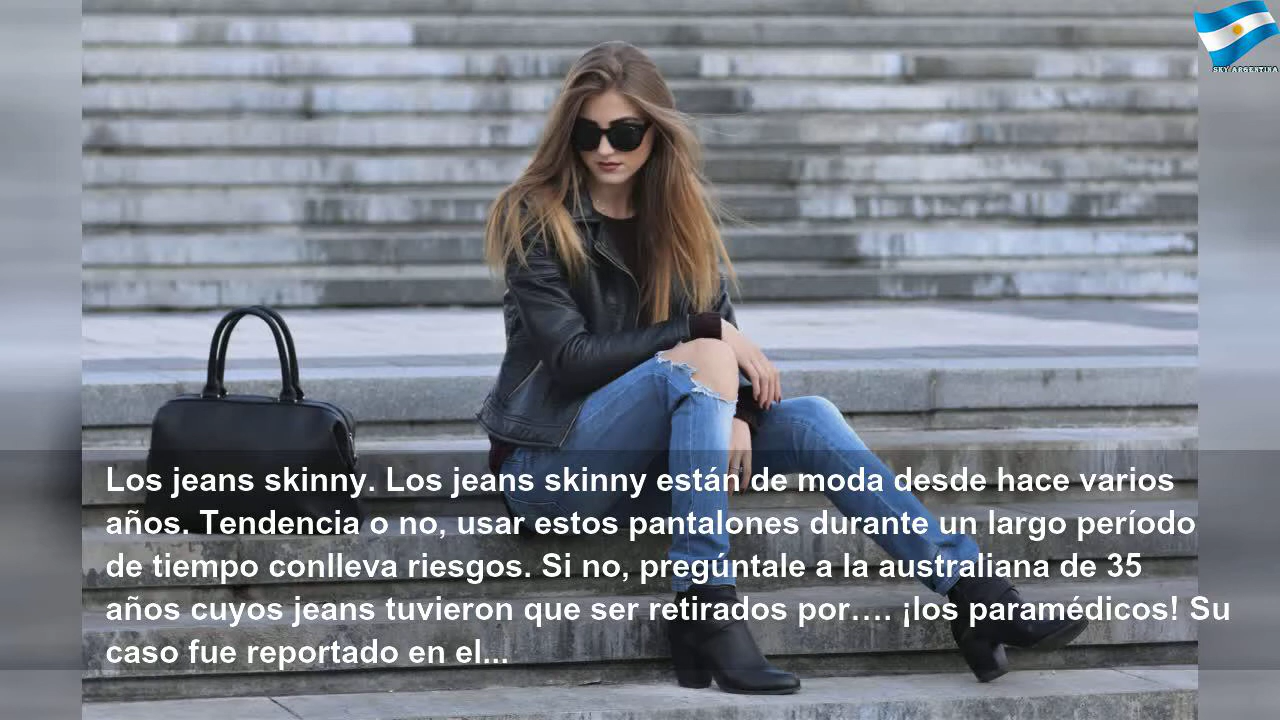 SKY ARGENTINA
Los jeans skinny. Los jeans skinny están de moda desde hace varios
años. Tendencia o no, usar estos pantalones durante un largo período
de tiempo conlleva riesgos. Si no, pregúntale a la australiana de 35
años cuyos jeans tuvieron que ser retirados por…. ¡los paramédicos! Su
caso fue reportado en el...